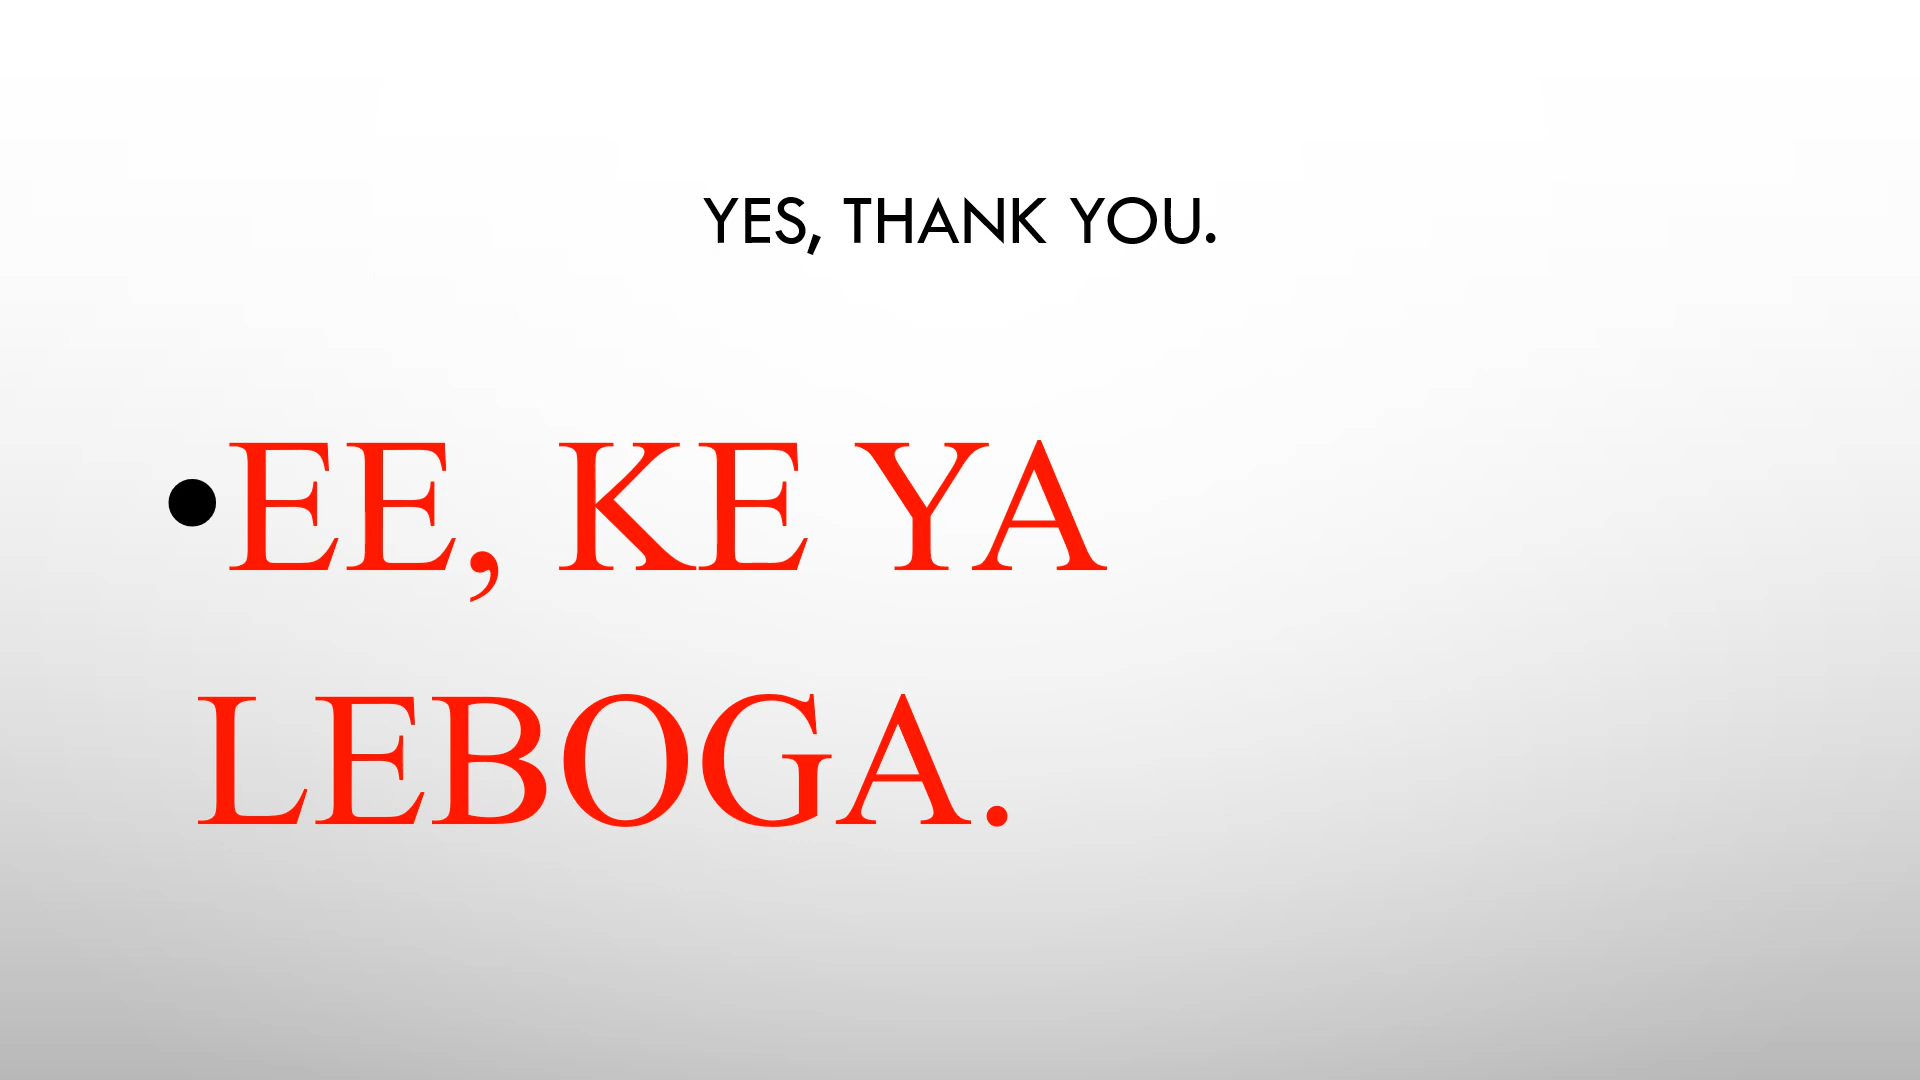 YES, THANK YOU.
•EE, KE YA
LEBOGA.